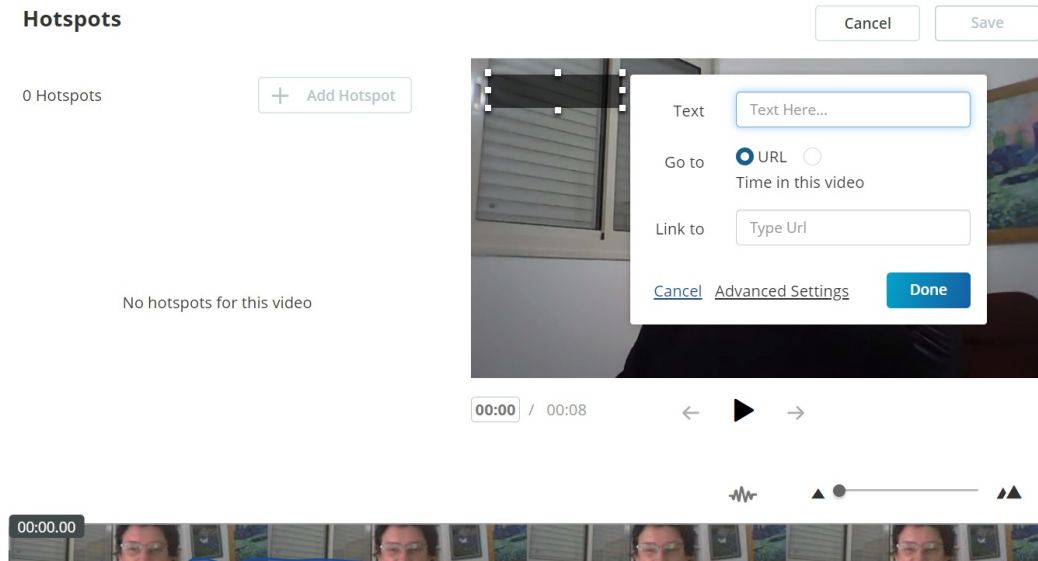 Hotspots
Cancel
Save
0 Hotspots
Add Hotspot
Text
Text Here...
Go to
URL
Time in this video
Link to
Type Url
No hotspots for this video
Cancel
Advanced Settings
Done
00:00 / 00:08
00:00.00